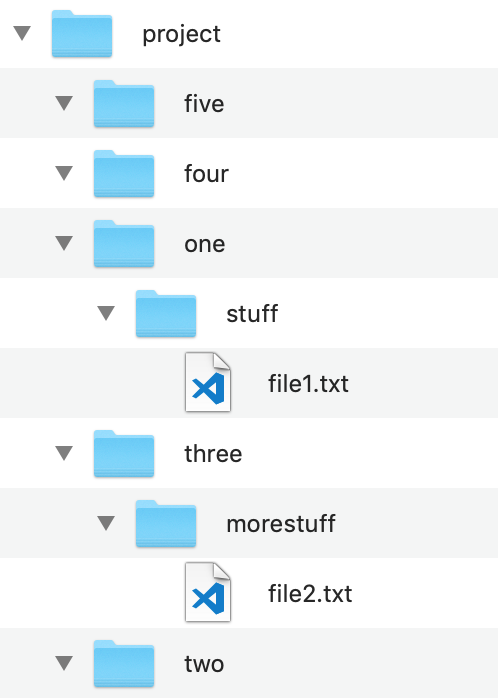 project
five
four
one
stuff
file1.txt
three
morestuff
file2.txt
two